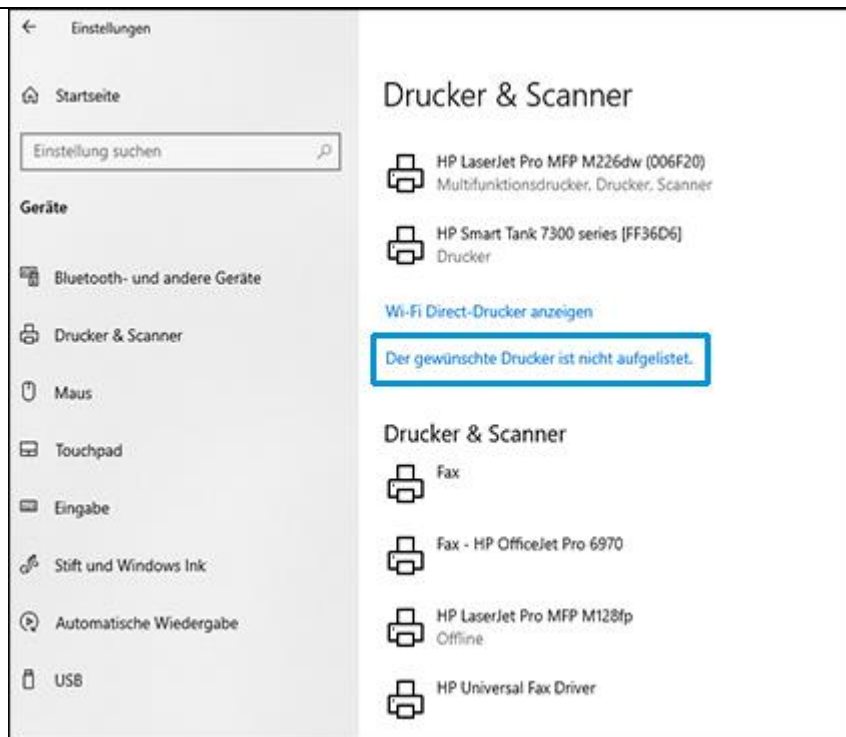 Einstellungen
Startseite
Einstellung suchen
Geräte
Bluetooth- und andere Geräte
Drucker & Scanner
Maus
Touchpad
Eingabe
Stift und Windows Ink
Automatische Wiedergabe
USB
Drucker & Scanner
HP LaserJet Pro MFP M226dw (006F20)
Multifunktionsdrucker, Drucker, Scanner
HP Smart Tank 7300 series [FF36D6]
Drucker
Wi-Fi Direct-Drucker anzeigen
Der gewünschte Drucker ist nicht aufgelistet.
Drucker & Scanner
Fax
Fax - HP OfficeJet Pro 6970
HP LaserJet Pro MFP M128fp
Offline
HP Universal Fax Driver